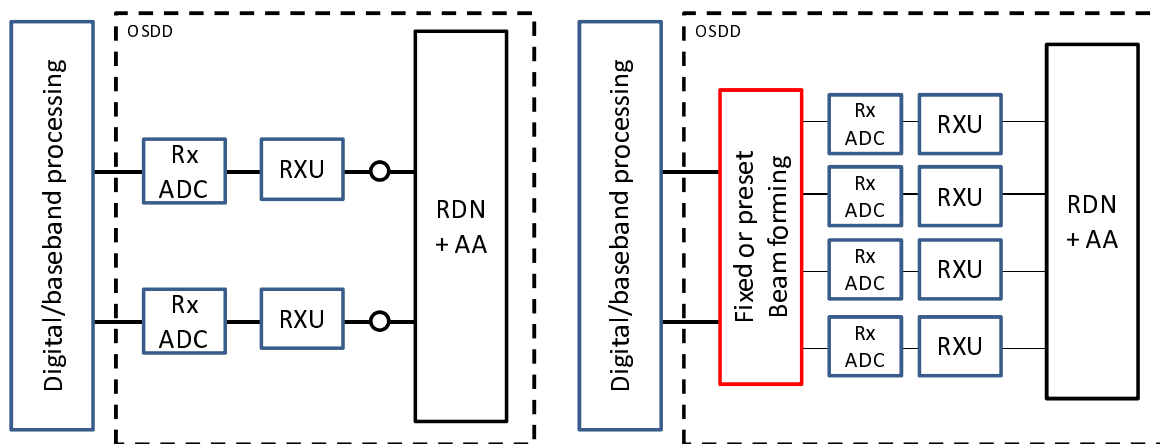 Digital/baseband processing
OSDD
Rx
ADC
RXU
Rx
ADC
RXU
RDN
+ AA
Digital/baseband processing
OSDD
Fixed or preset
Beam forming
Rx
ADC
RXU
Rx
ADC
RXU
Rx
ADC
RXU
Rx
ADC
RXU
RDN
+ AA